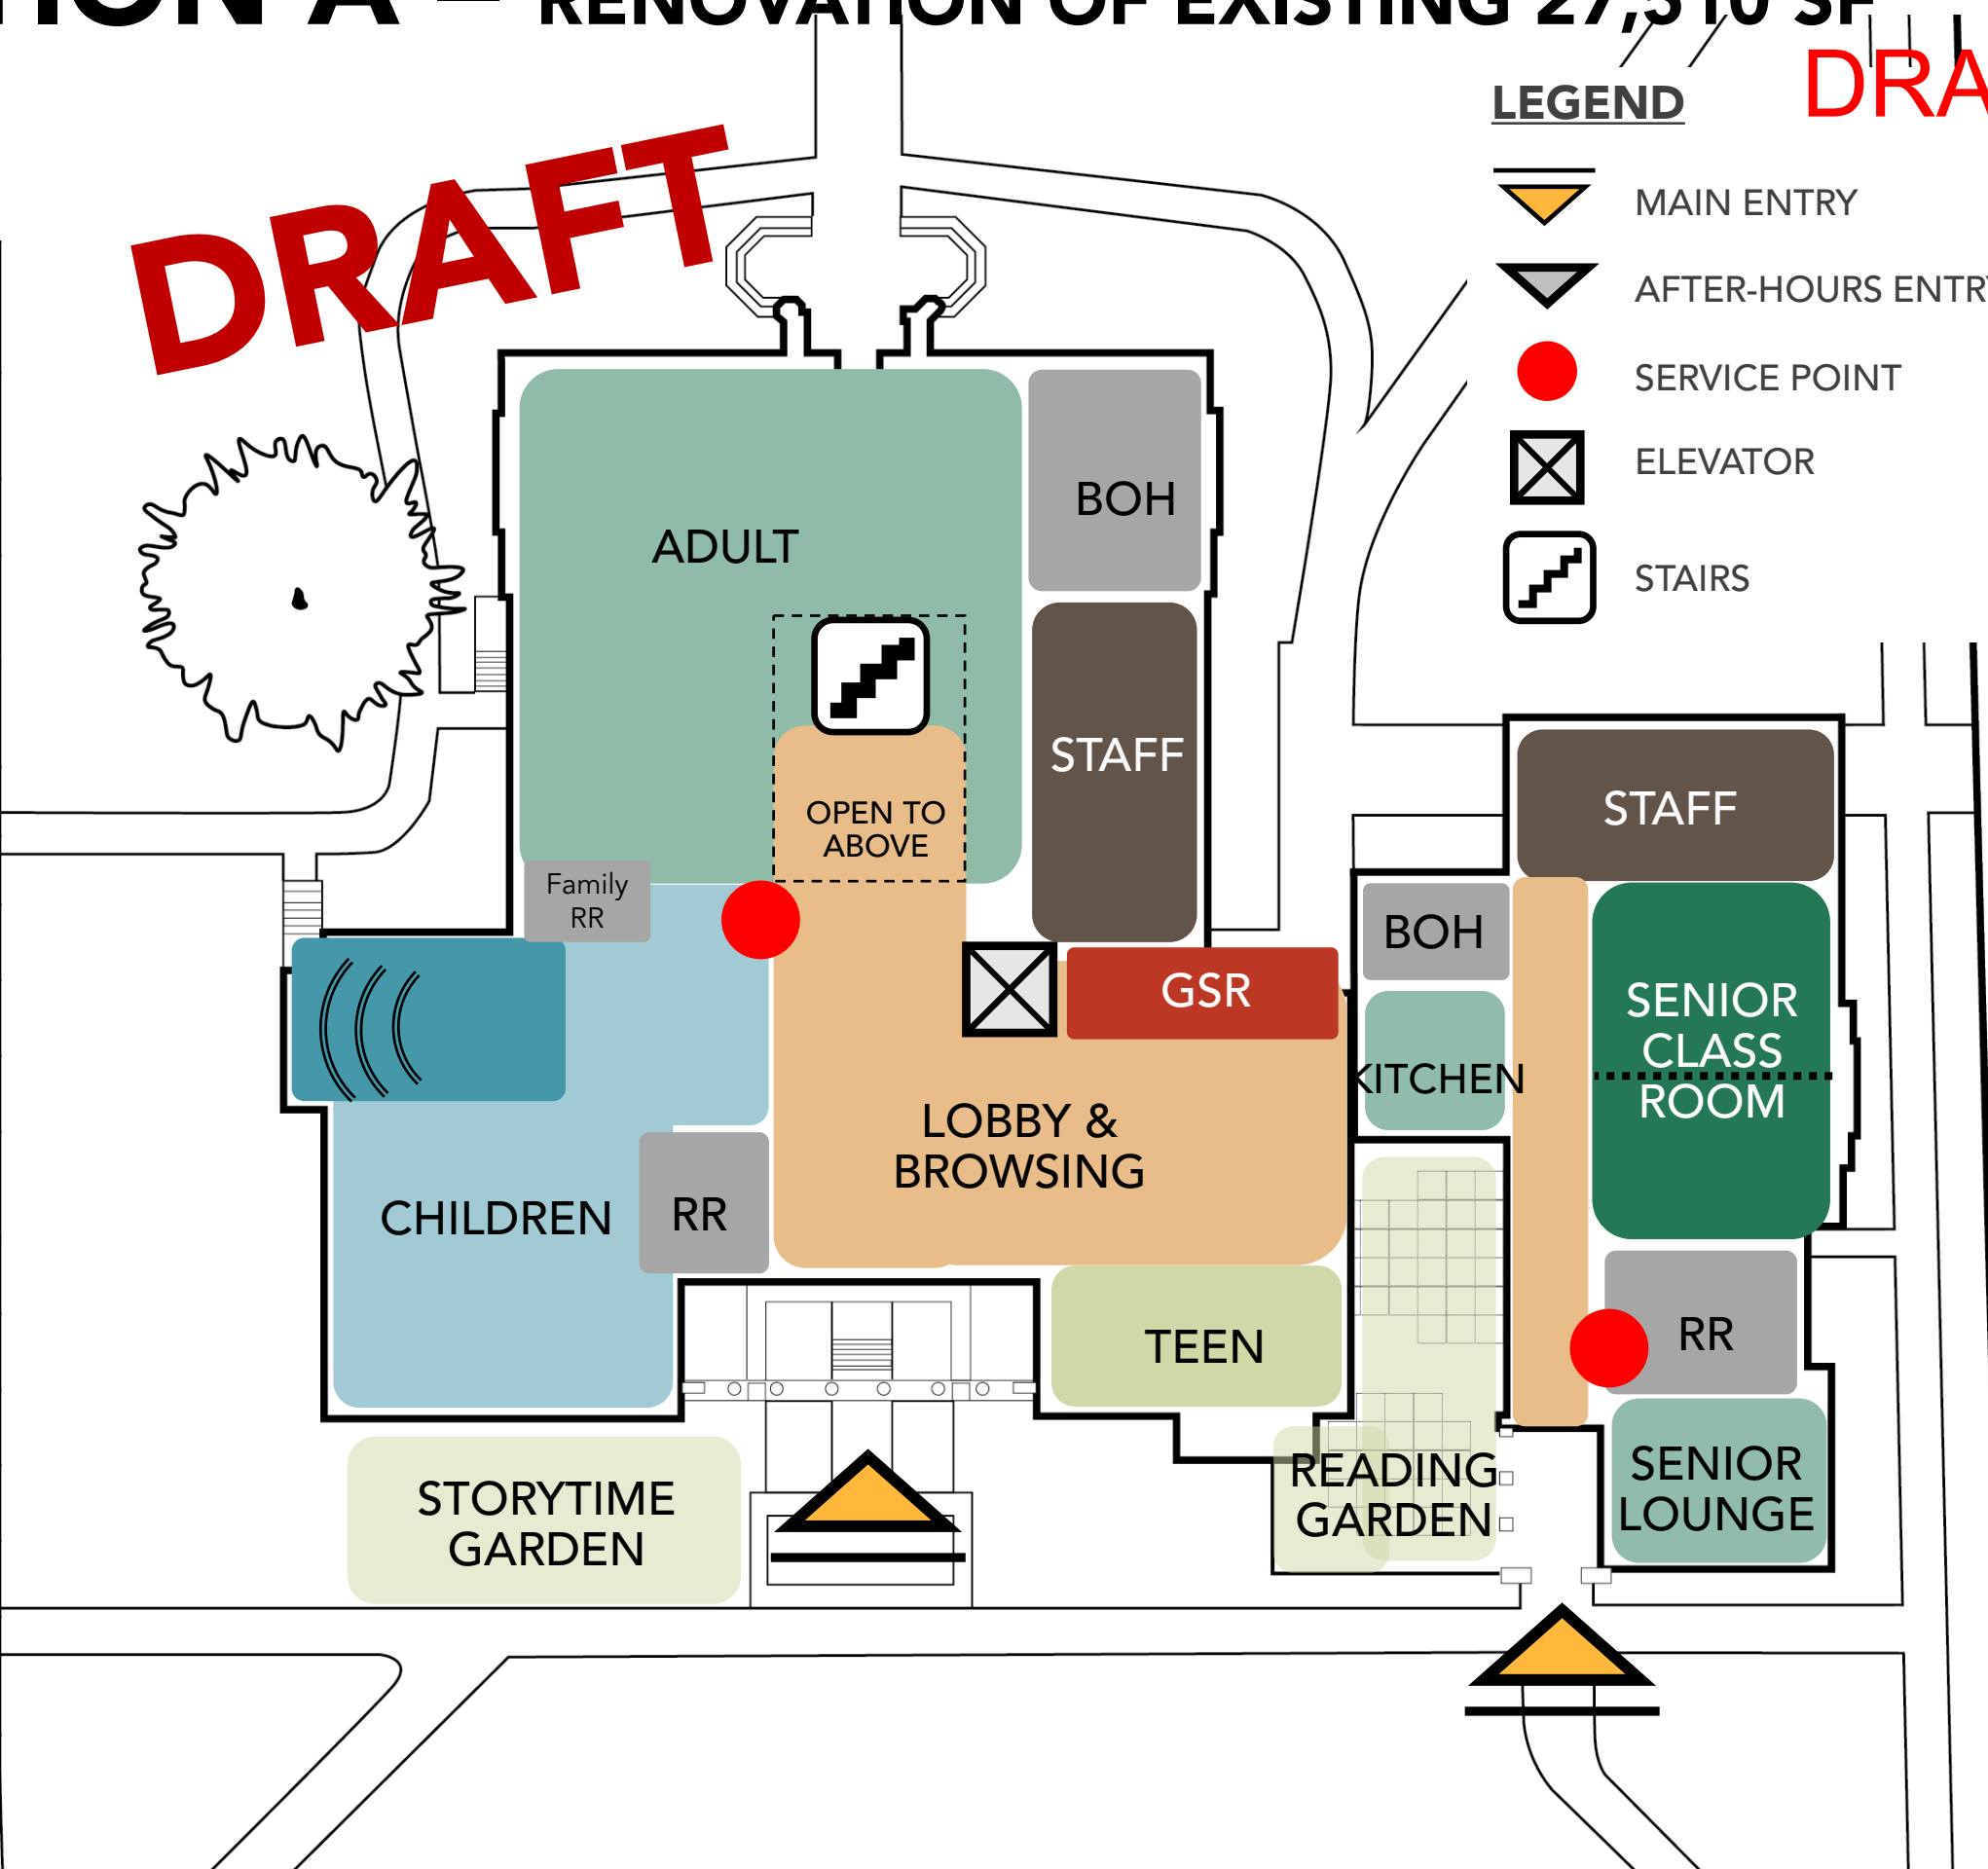 A – RENOVATION OF EXISTING 27,310 SF
DRAFT
LEGEND
MAIN ENTRY
AFTER-HOURS
SERVICE POINT
ELEVATOR
STAIRS
ADULT
BOH
STAFF
OPEN TO
ABOVE
STAFF
Family
RR
BOH
GSR
SENIOR
CLASS
ROOM
KITCHEN
LOBBY &
BROWSING
CHILDREN
RR
TEEN
RR
READING
GARDEN
SENIOR
LOUNGE
STORYTIME
GARDEN